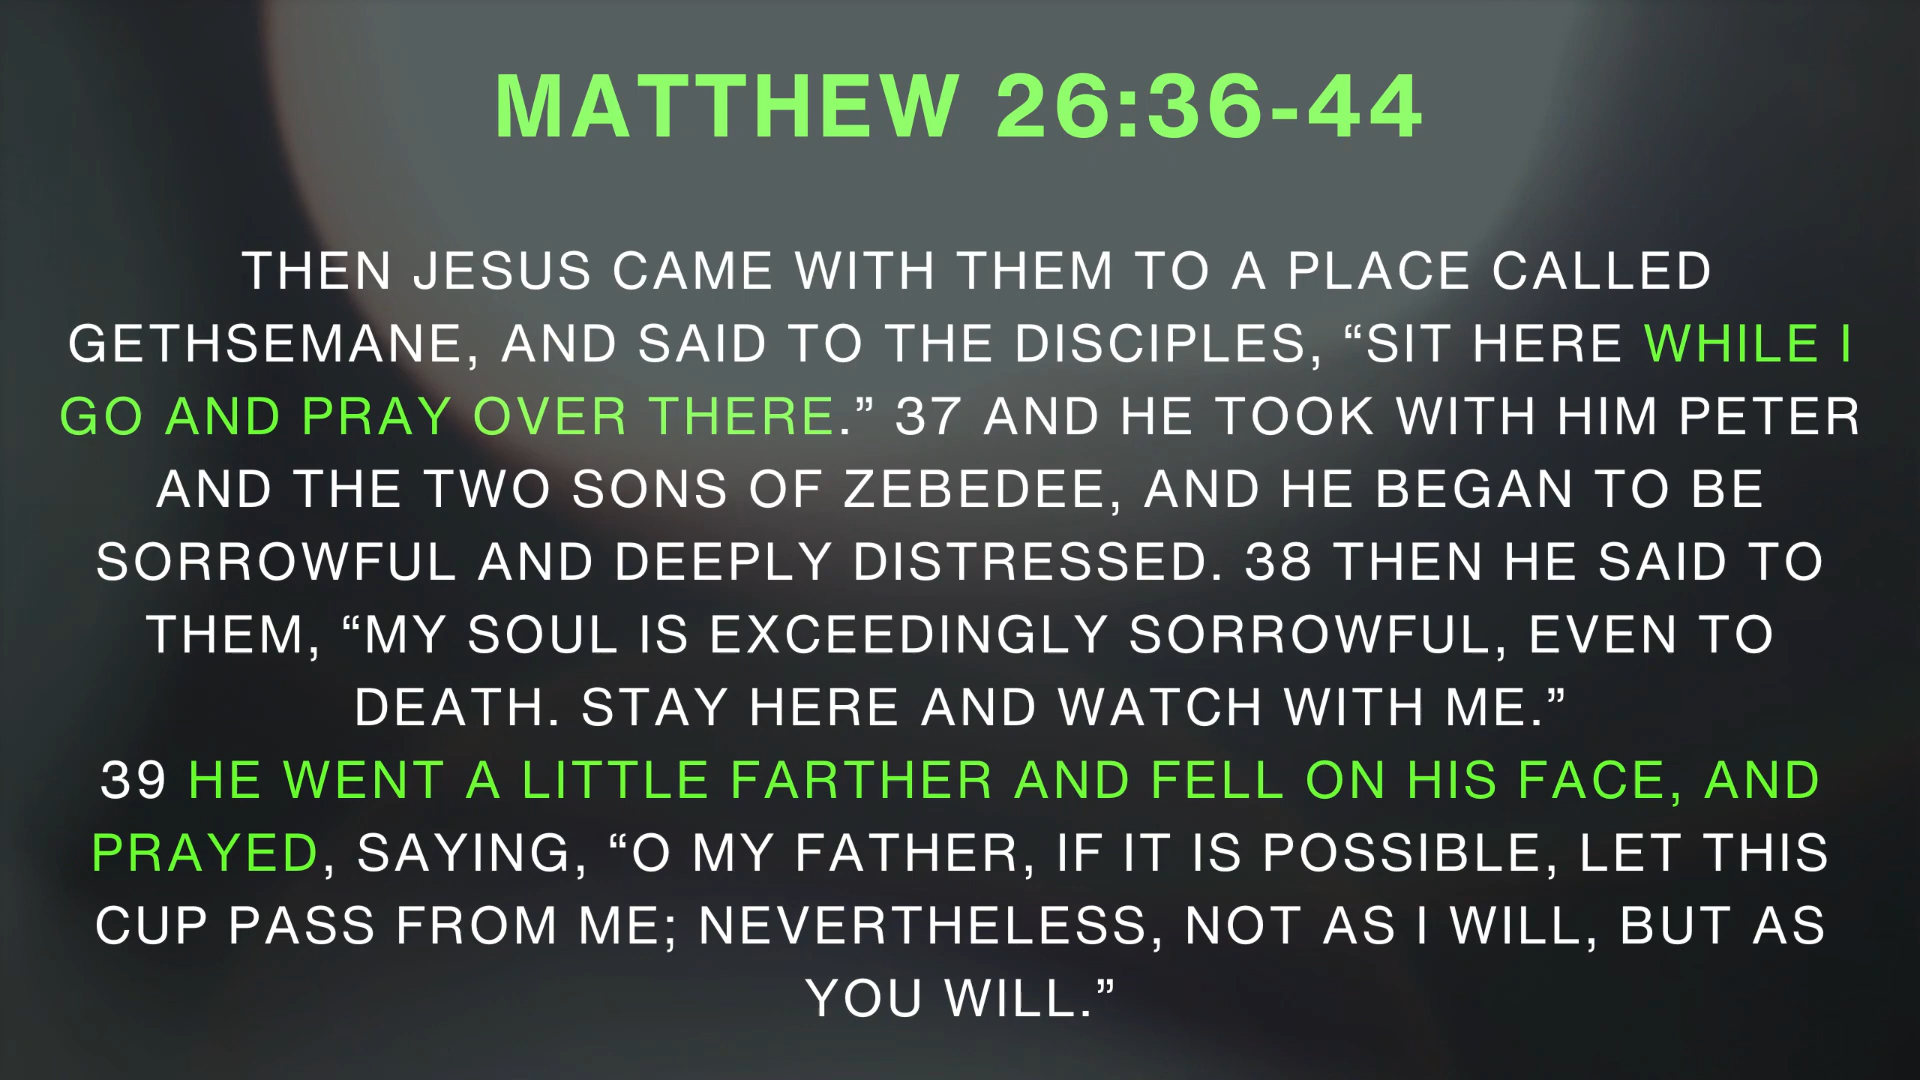 MATTHEW 26:36-44
THEN JESUS CAME WITH THEM TO A PLACE CALLED
GETHSEMANE, AND SAID TO THE DISCIPLES, “SIT HERE WHILE I
GO AND PRAY OVER THERE.” 37 AND HE TOOK WITH HIM PETER
AND THE TWO SONS OF ZEBEDEE, AND HE BEGAN TO BE
SORROWFUL AND DEEPLY DISTRESSED. 38 THEN HE SAID TO
THEM, “MY SOUL IS EXCEEDINGLY SORROWFUL, EVEN TO
DEATH. STAY HERE AND WATCH WITH ME.”
39 HE WENT A LITTLE FARTHER AND FELL ON HIS FACE, AND
PRAYED, SAYING, “O MY FATHER, IF IT IS POSSIBLE, LET THIS
CUP PASS FROM ME; NEVERTHELESS, NOT AS I WILL, BUT AS
YOU WILL.”